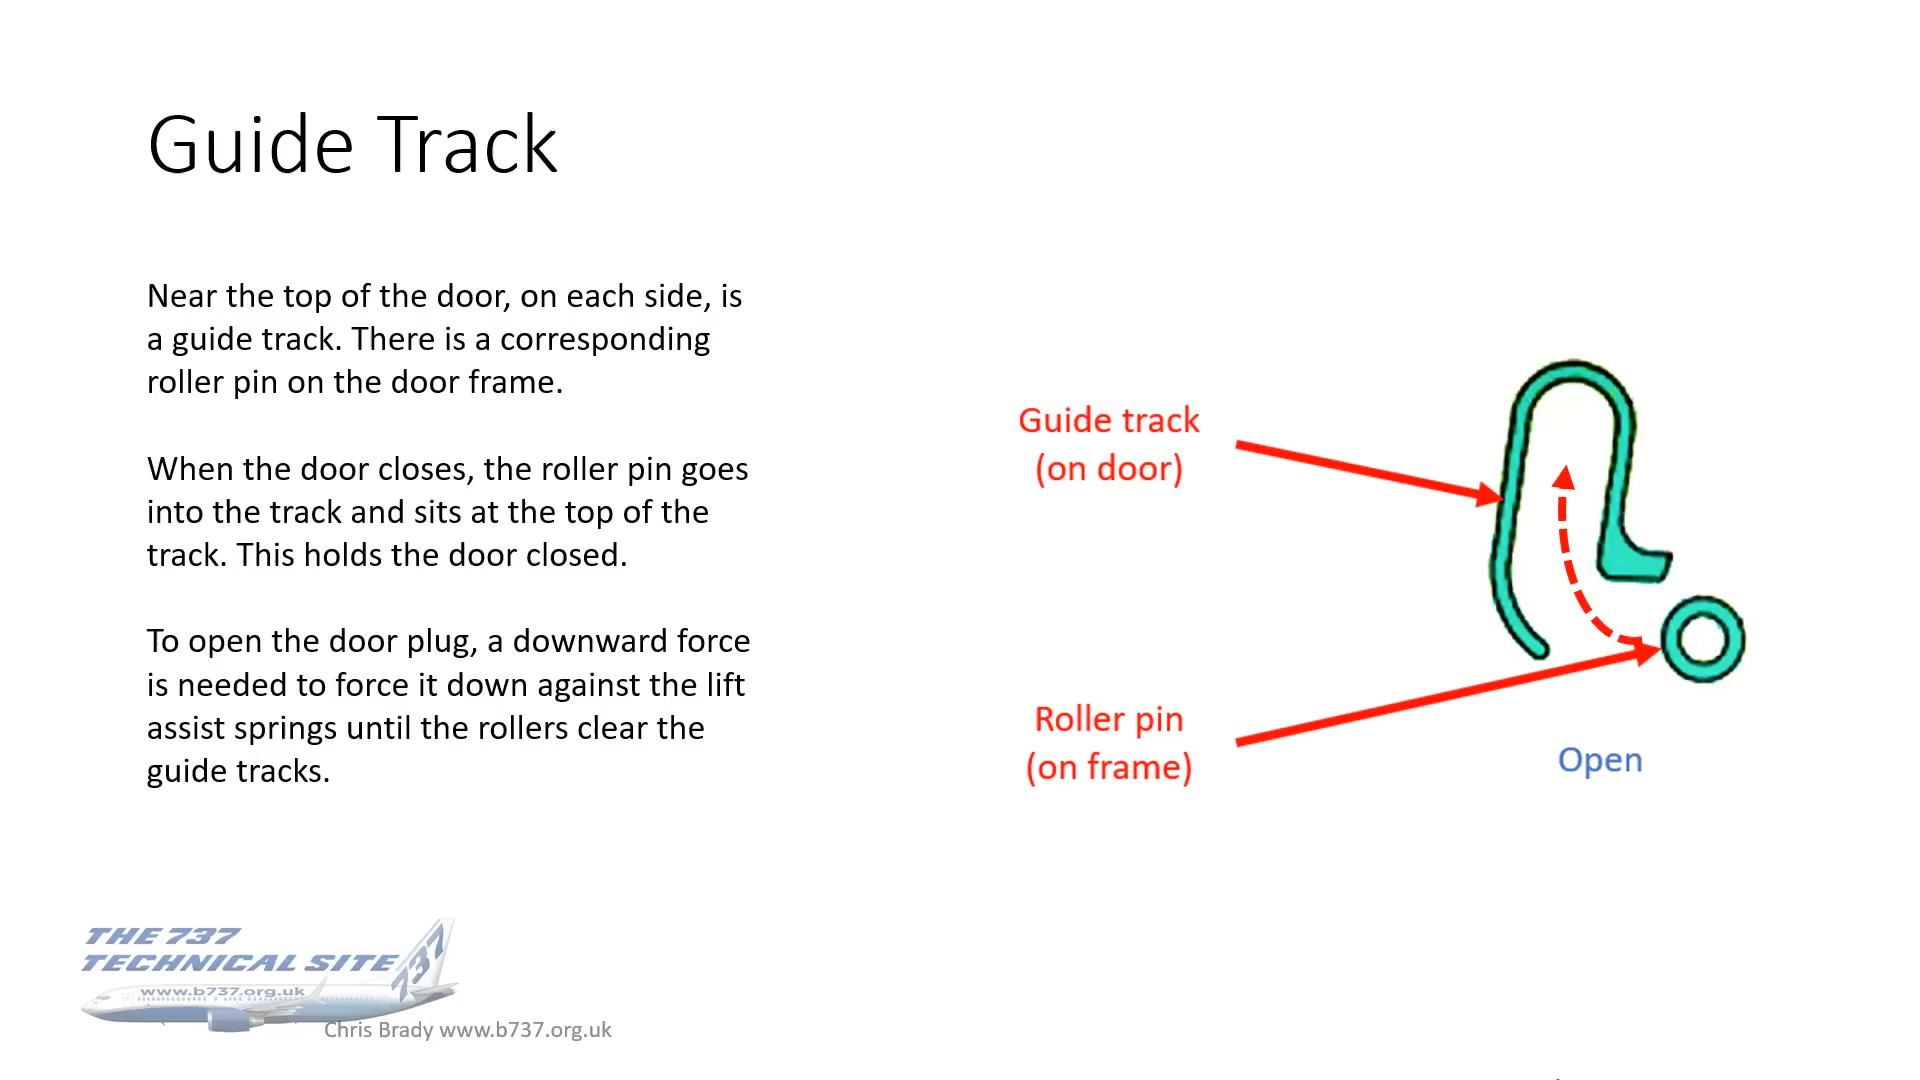 Guide Track
Near the top of the door, on each side, is
a guide track. There is a corresponding
roller pin on the door frame.
When the door closes, the roller pin goes
into the track and sits at the top of the
track. This holds the door closed.
To open the door plug, a downward force
is needed to force it down against the lift
assist springs until the rollers clear the
guide tracks.
Guide track
(on door)
Roller pin
(on frame)
Open
THE 737
TECHNICAL SITE
737
www.b737.org.uk
Chris Brady www.b737.org.uk